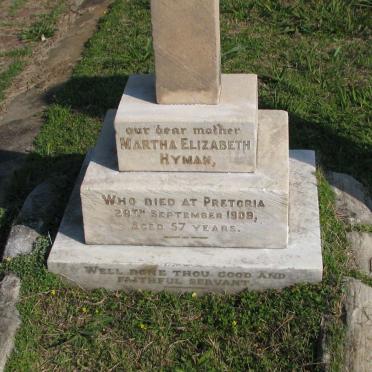 our dear mother
MARTHA ELIZABETH
HYMAN,
WHO DIED AT PRETORIA
28TH SEPTEMBER 1909,
AGED 57 YEARS.
WELL DONE THOU GOOD AND
FAITHFUL SERVANT